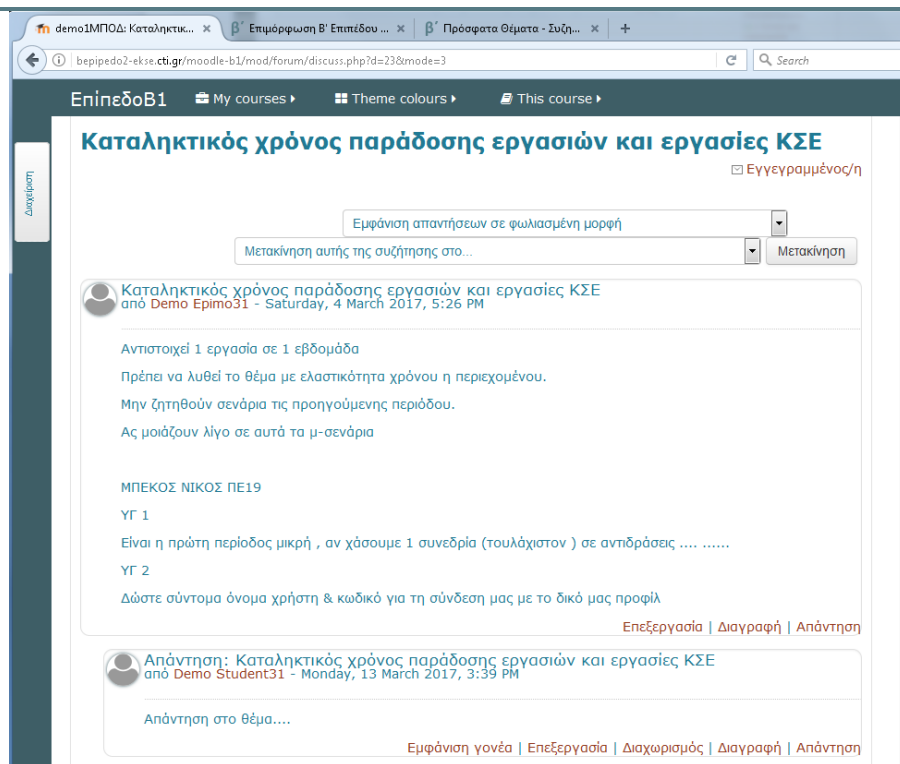 demo1ΜΠΟΔ: Καταληκτικ...
β΄ Επιμόρφωση Β' Επιπέδου ...
β΄ Πρόσφατα Θέματα - Συζη...
bepipedo2-ekse.cti.gr/moodle-b1/mod/forum/discuss.php?d=23&mode=3
Search
ΕπίπεδοB1 My courses Theme colours This course
Διαχείριση
Καταληκτικός χρόνος παράδοσης εργασιών και εργασίες ΚΣΕ
Εγγεγραμμένος/η
Εμφάνιση απαντήσεων σε φωλιασμένη μορφή
Μετακίνηση αυτής της συζήτησης στο... Μετακίνηση
Καταληκτικός χρόνος παράδοσης εργασιών και εργασίες ΚΣΕ
από Demo Epimo31 - Saturday, 4 March 2017, 5:26 PM
Αντιστοιχεί 1 εργασία σε 1 εβδομάδα
Πρέπει να λυθεί το θέμα με ελαστικότητα χρόνου η περιεχομένου.
Μην ζητηθούν σενάρια τις προηγούμενης περιόδου.
Ας μοιάζουν λίγο σε αυτά τα μ-σενάρια
ΜΠΕΚΟΣ ΝΙΚΟΣ ΠΕ19
ΥΓ 1
Είναι η πρώτη περίοδος μικρή , αν χάσουμε 1 συνεδρία (τουλάχιστον ) σε αντιδράσεις .... ......
ΥΓ 2
Δώστε σύντομα όνομα χρήστη & κωδικό για τη σύνδεση μας με το δικό μας προφίλ
Επεξεργασία | Διαγραφή | Απάντηση
Απάντηση: Καταληκτικός χρόνος παράδοσης εργασιών και εργασίες ΚΣΕ
από Demo Student31 - Monday, 13 March 2017, 3:39 PM
Απάντηση στο θέμα....
Εμφάνιση γονέα | Επεξεργασία | Διαχωρισμός | Διαγραφή | Απάντηση